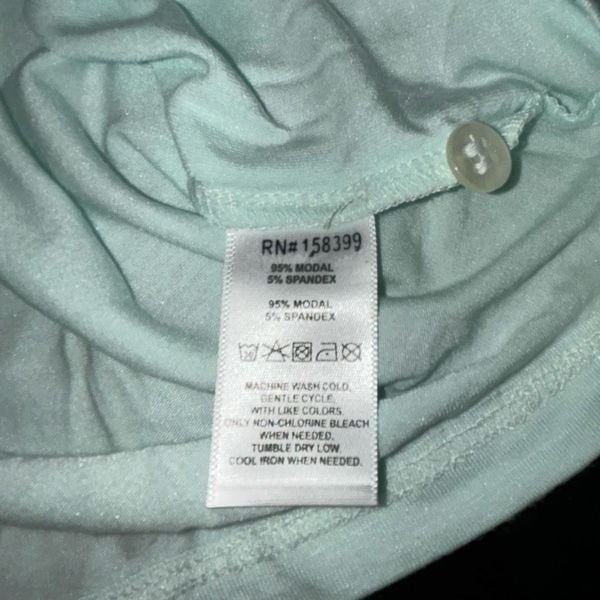 RN# 158399
95% MODAL
5% SPANDEX
95% MODAL
5% SPANDEX
MACHINE WASH COLD,
GENTLE CYCLE,
WITH LIKE COLORS
ONLY NON-CHLORINE BLEACH
WHEN NEEDED,
TUMBLE DRY LOW
COOL IRON WHEN NEEDED.